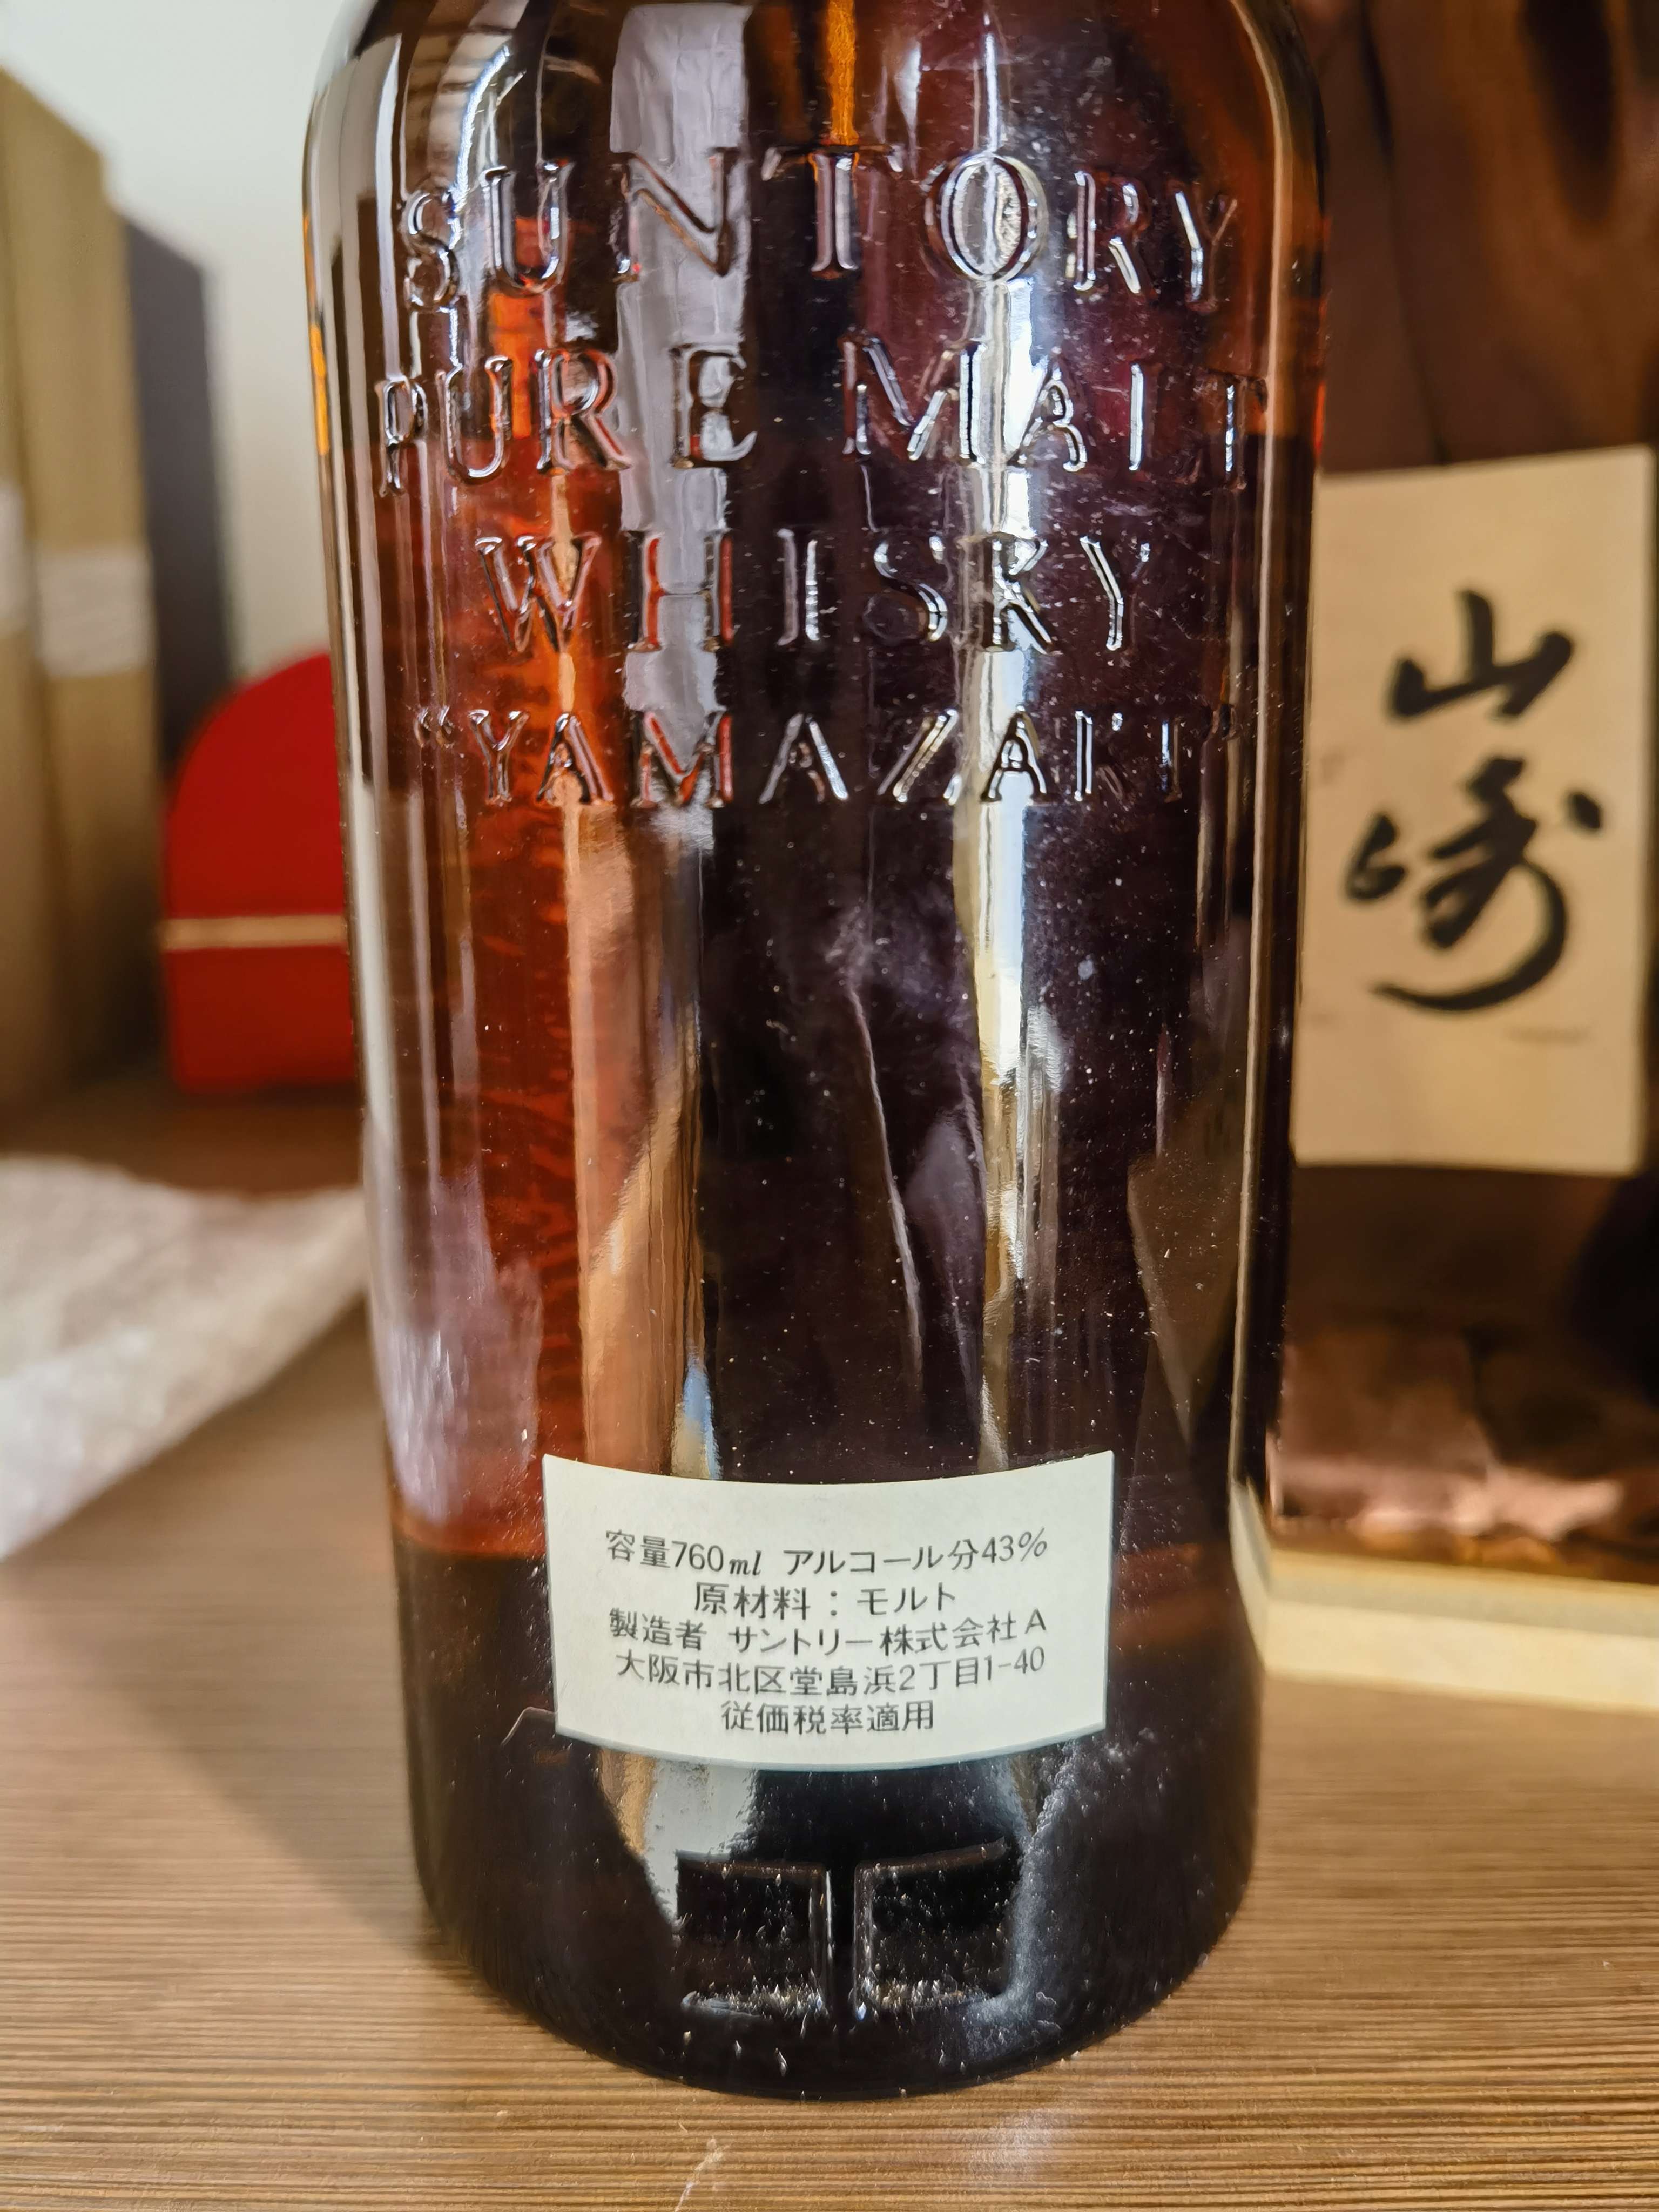 SUNTORY
PURE MALT
WHISKY
"YAMAZAKI"
山崎
容量760ml アルコール分43%
原材料：モルト
製造者 サントリー株式会社A
大阪市北区堂島浜2丁目1-40
従価税率適用